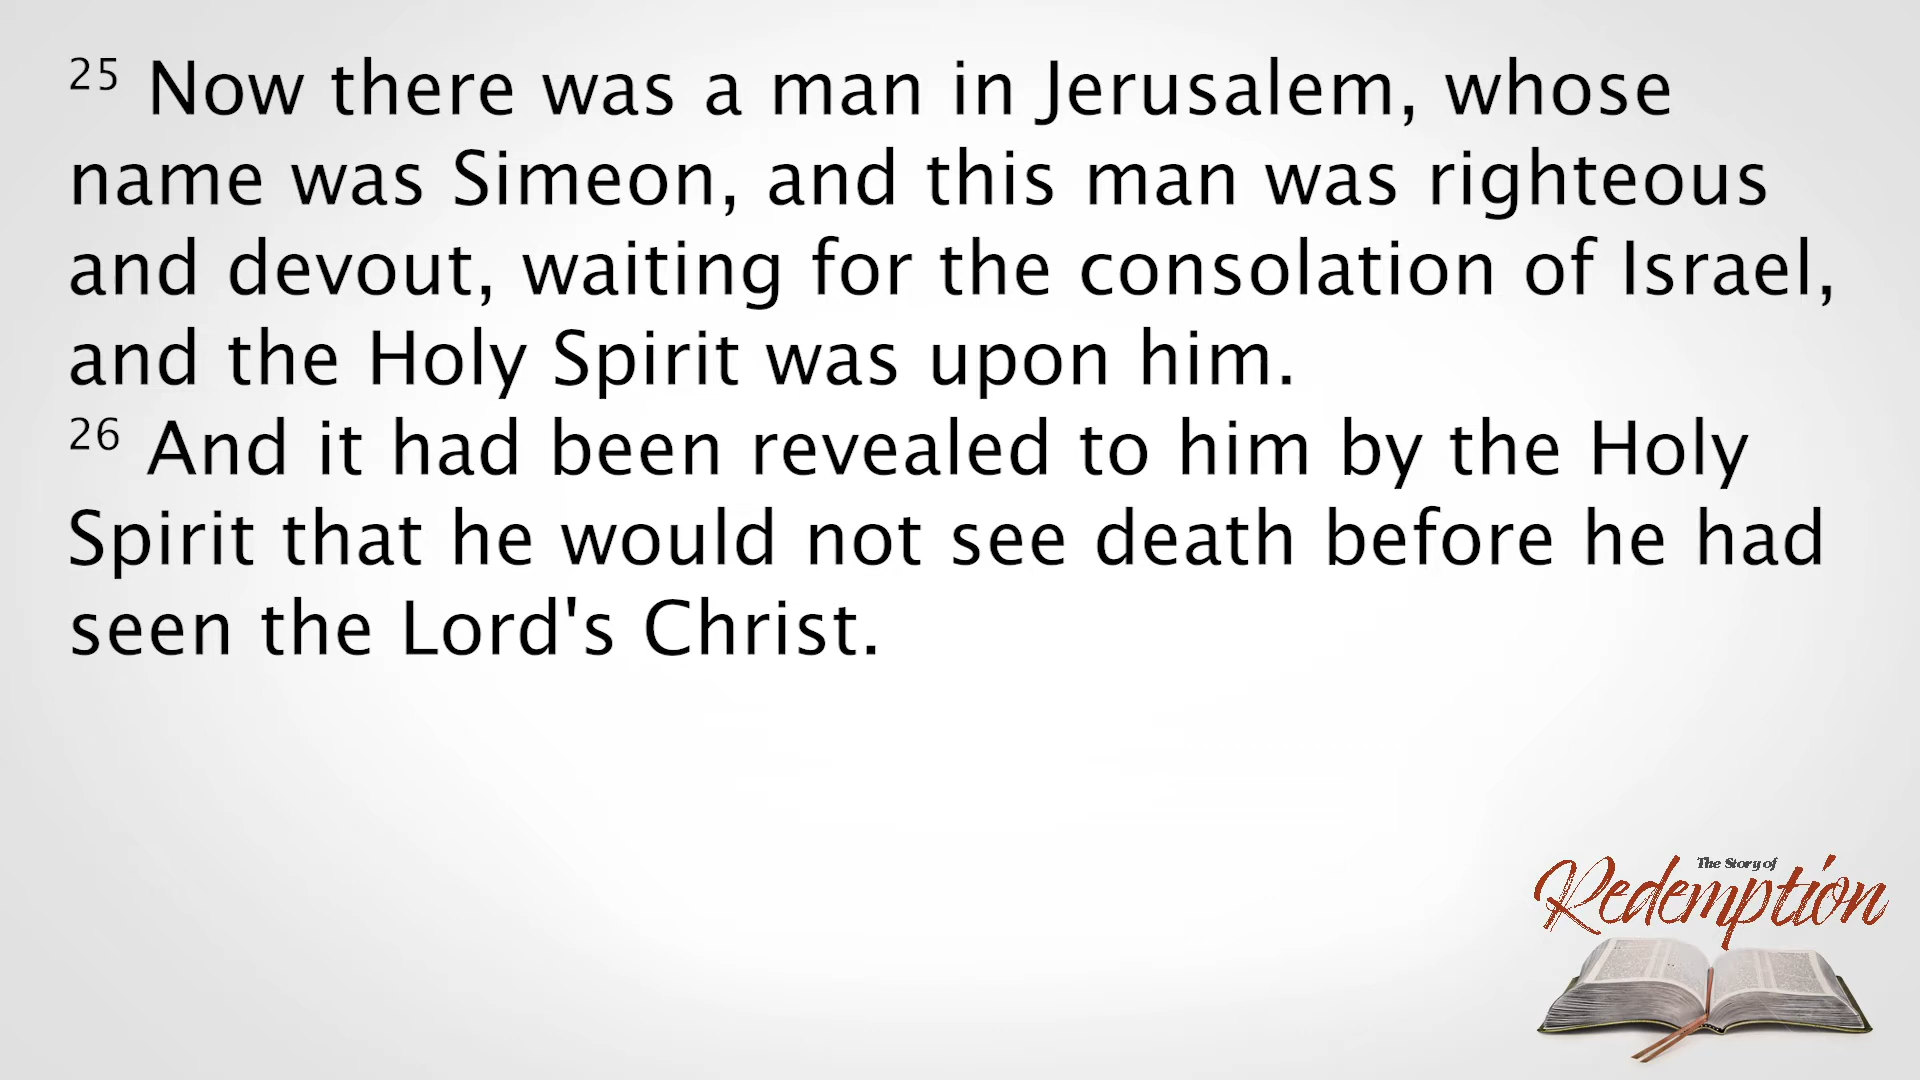 25 Now there was a man in Jerusalem, whose
name was Simeon, and this man was righteous
and devout, waiting for the consolation of Israel,
and the Holy Spirit was upon him.
26 And it had been revealed to him by the Holy
Spirit that he would not see death before he had
seen the Lord's Christ.
The Story of
Redemption